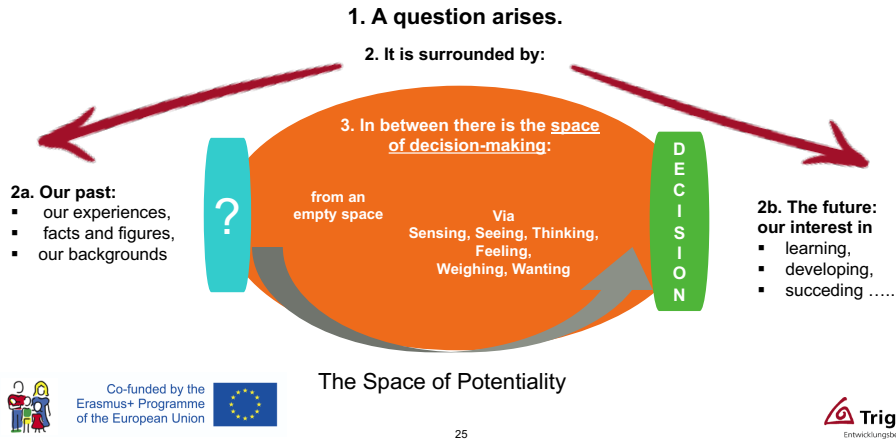 1. A question arises.
2. It is surrounded by:
3. In between there is the space
of decision-making:
2a. Our past:
▪ our experiences,
▪ facts and figures,
▪ our backgrounds
?
from an
empty space
Via
Sensing, Seeing, Thinking,
Feeling,
Weighing, Wanting
DECISION
2b. The future:
our interest in
▪ learning,
▪ developing,
▪ succeding …..
The Space of Potentiality
Co-funded by the
Erasmus+ Programme
of the European Union
25
Trig
Entwicklungsbe